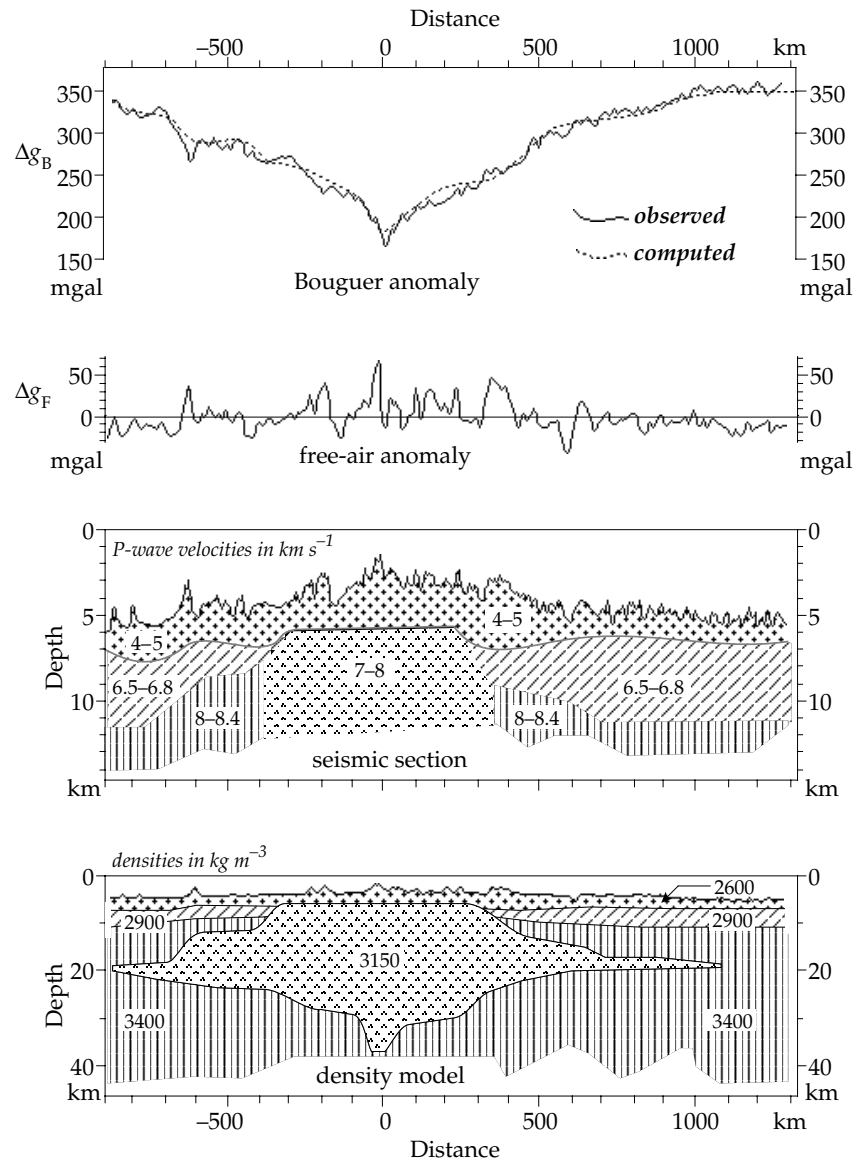 Distance
−500 0 500 1000 km
350 350
300 300
Δg_B
250 250
200 200
observed
computed
150 150
mgal Bouguer anomaly mgal
50 50
Δg_F
0 0
mgal free-air anomaly mgal
0 0
P-wave velocities in km s⁻¹
5 5
4–5 4–5
Depth
7–8
6.5–6.8 6.5–6.8
10 10
8–8.4 8–8.4
seismic section
km km
densities in kg m⁻³
0 0
2600
2900 2900
3150
20 20
Depth
3400 3400
40 40
km density model km
−500 0 500 1000 km
Distance